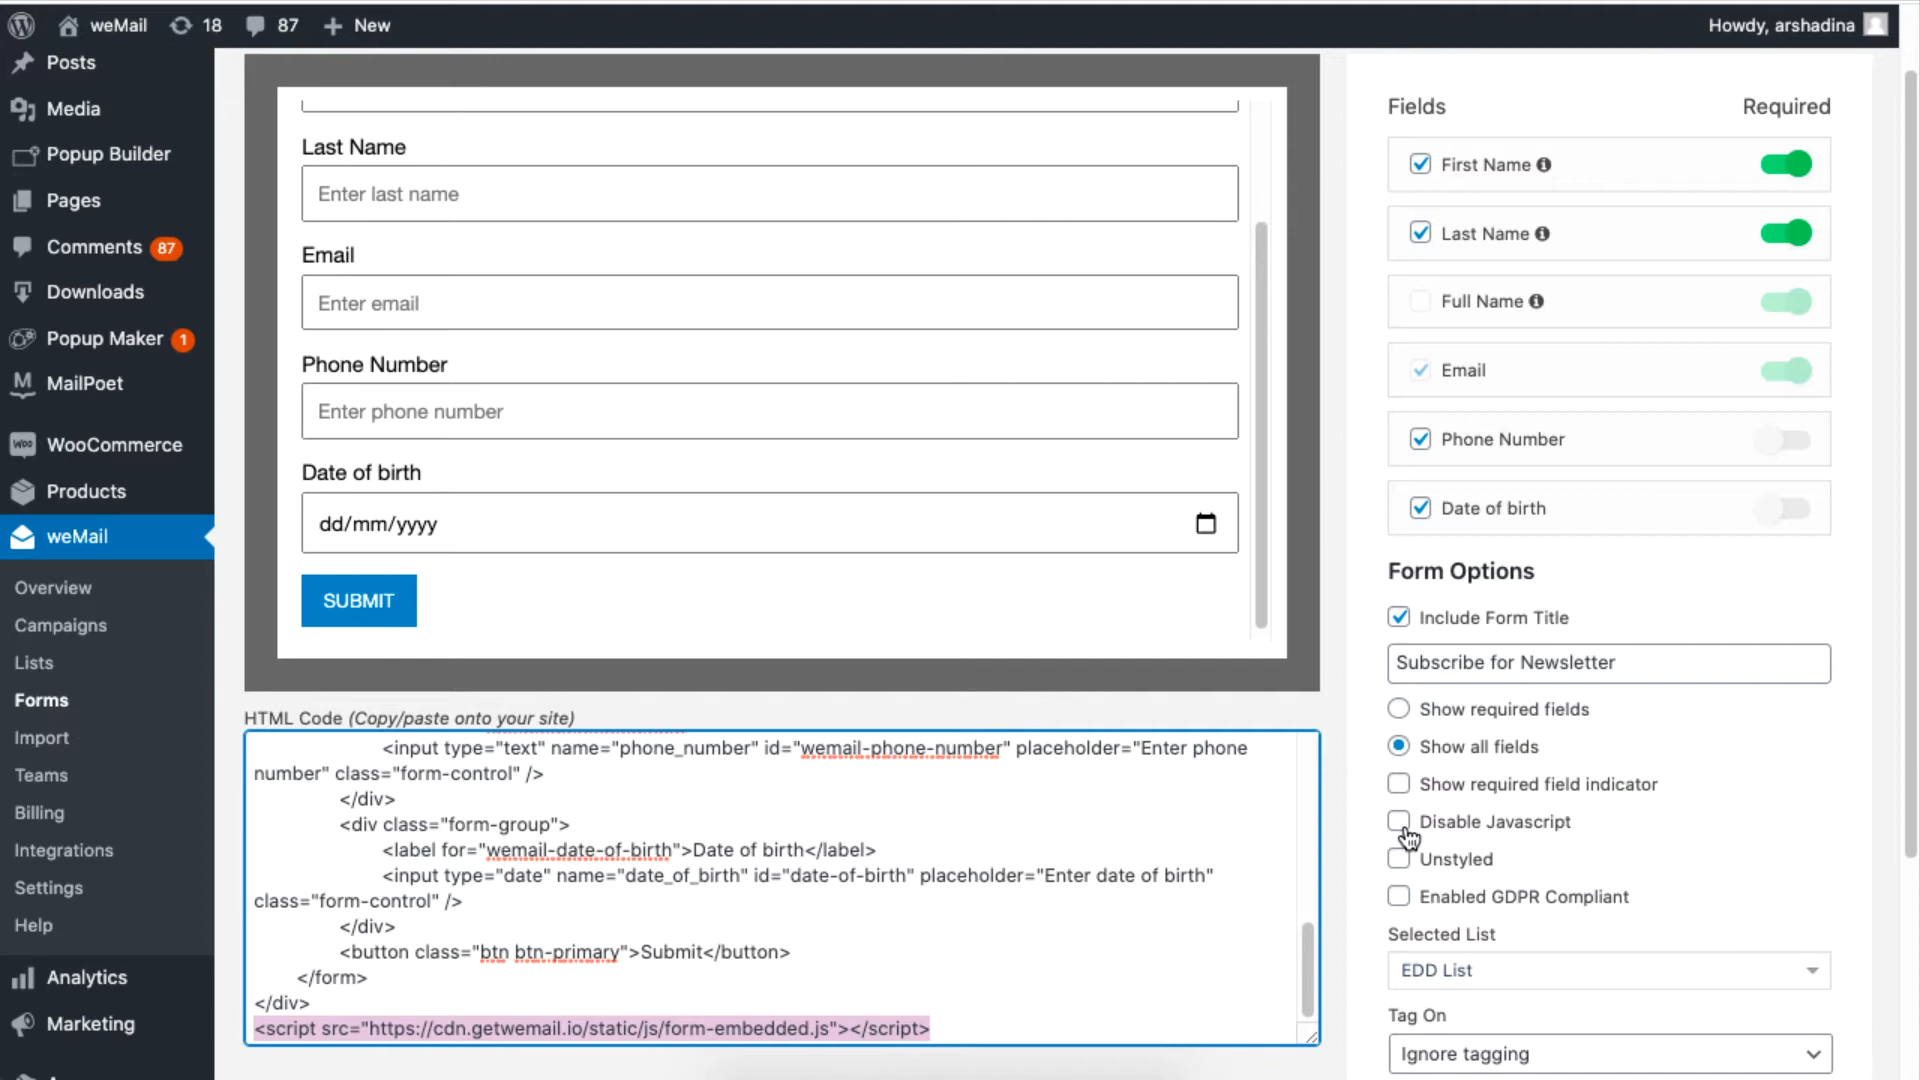 weMail 18 87 + New Howdy, arshadina
Posts
Media
Popup Builder
Pages
Comments 87
Downloads
Popup Maker 1
MailPoet
WooCommerce
Products
weMail
Overview
Campaigns
Lists
Forms
Import
Teams
Billing
Integrations
Settings
Help
Analytics
Marketing
Last Name
Enter last name
Email
Enter email
Phone Number
Enter phone number
Date of birth
dd/mm/yyyy
SUBMIT
HTML Code (Copy/paste onto your site)
<input type="text" name="phone_number" id="wemail-phone-number" placeholder="Enter phone
number" class="form-control" />
</div>
<div class="form-group">
<label for="wemail-date-of-birth">Date of birth</label>
<input type="date" name="date_of_birth" id="date-of-birth" placeholder="Enter date of birth"
class="form-control" />
</div>
<button class="btn btn-primary">Submit</button>
</form>
</div>
<script src="https://cdn.getwemail.io/static/js/form-embedded.js"></script>
Fields Required
First Name
Last Name
Full Name
Email
Phone Number
Date of birth
Form Options
Include Form Title
Subscribe for Newsletter
Show required fields
Show all fields
Show required field indicator
Disable Javascript
Unstyled
Enabled GDPR Compliant
Selected List
EDD List
Tag On
Ignore tagging